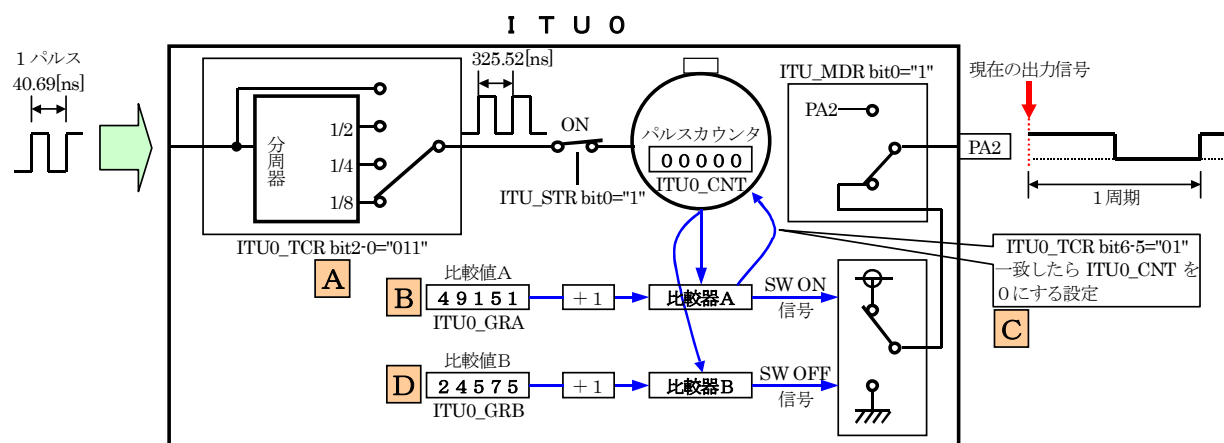 ＩＴＵ０
1 パルス
40.69[ns]
分周器
1/2
1/4
1/8
ITU0_TCR bit2-0="011"
A
325.52[ns]
ON
ITU_STR bit0="1"
パルスカウンタ
０００００
ITU0_CNT
ITU_MDR bit0="1"
PA2
PA2
現在の出力信号
１周期
ITU0_TCR bit6-5="01"
一致したら ITU0_CNT を
０にする設定
C
B
比較値A
４９１５１
ITU0_GRA
＋1
比較器A
SW ON
信号
D
比較値B
２４５７５
ITU0_GRB
＋1
比較器B
SW OFF
信号